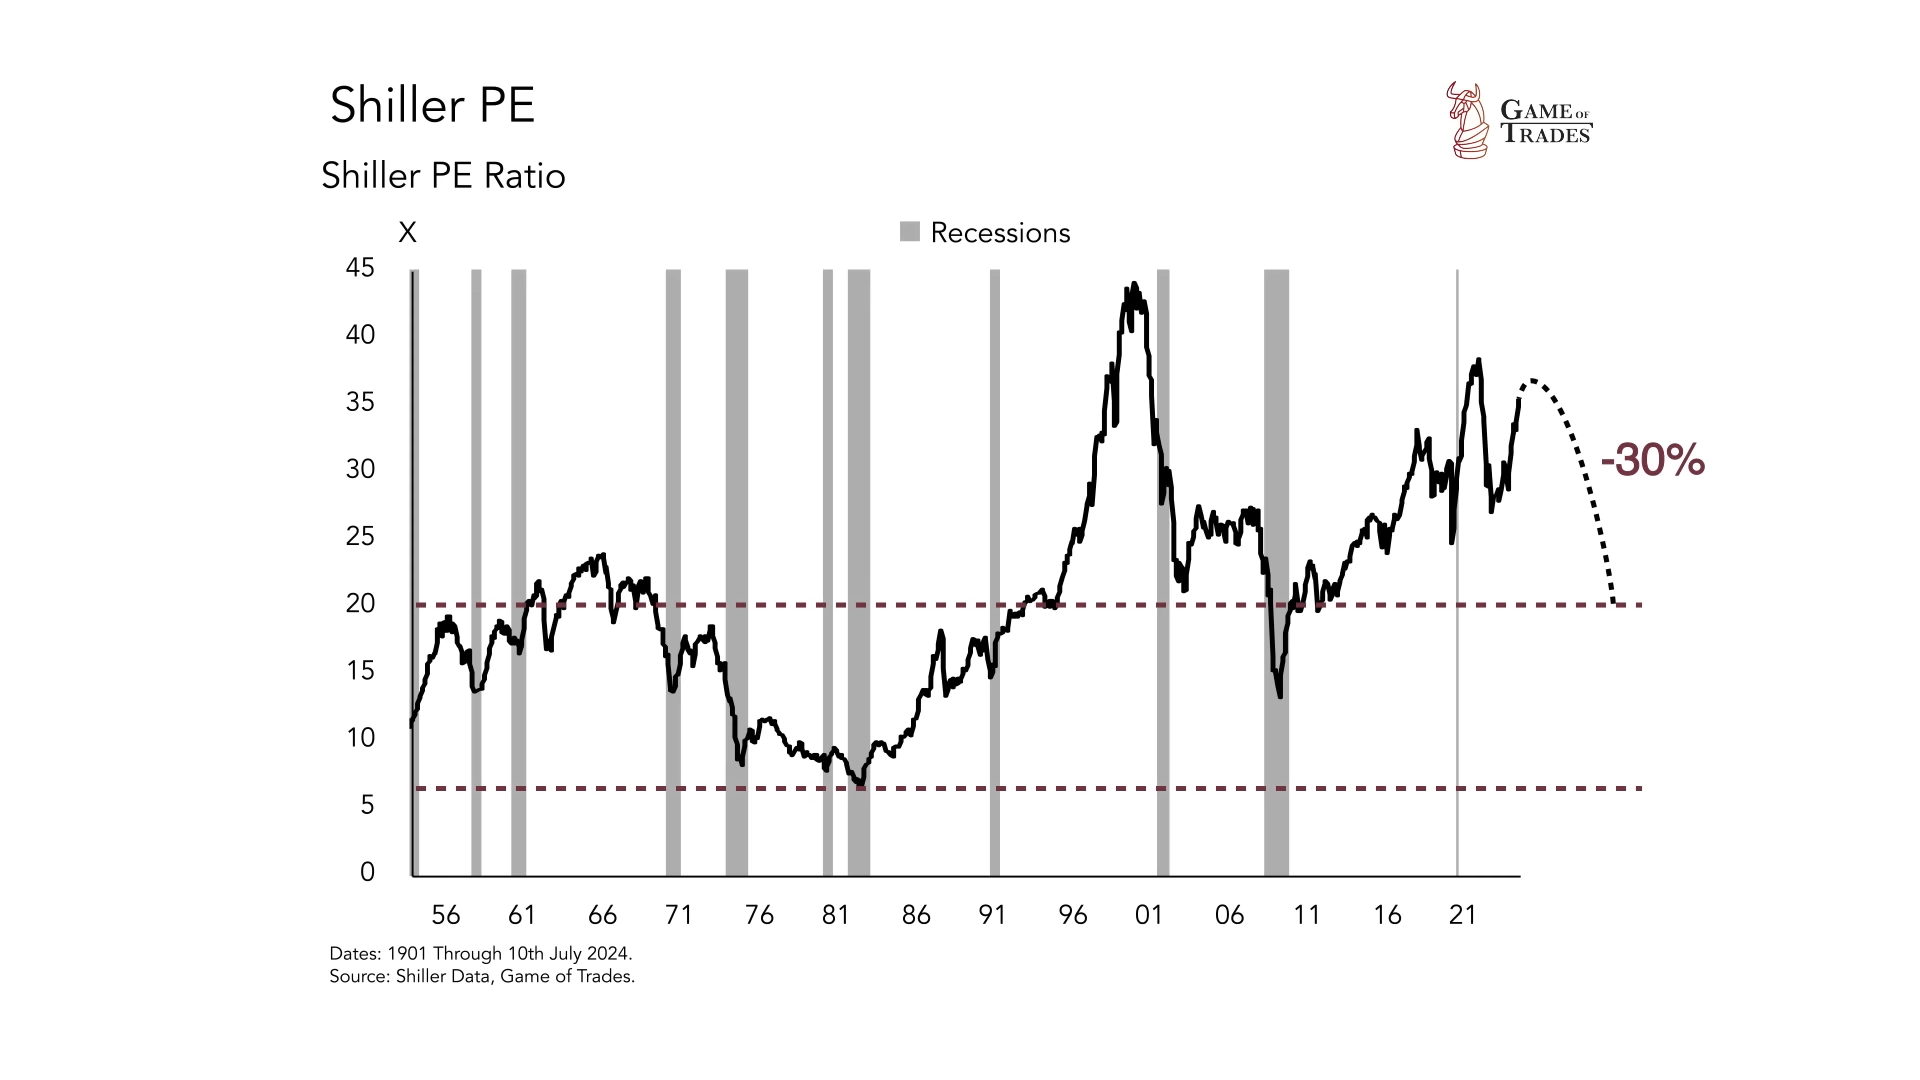 Shiller PE
GAME OF
TRADES
Shiller PE Ratio
X
Recessions
45
40
35
30
25
20
15
10
5
0
-30%
56 61 66 71 76 81 86 91 96 01 06 11 16 21
Dates: 1901 Through 10th July 2024.
Source: Shiller Data, Game of Trades.